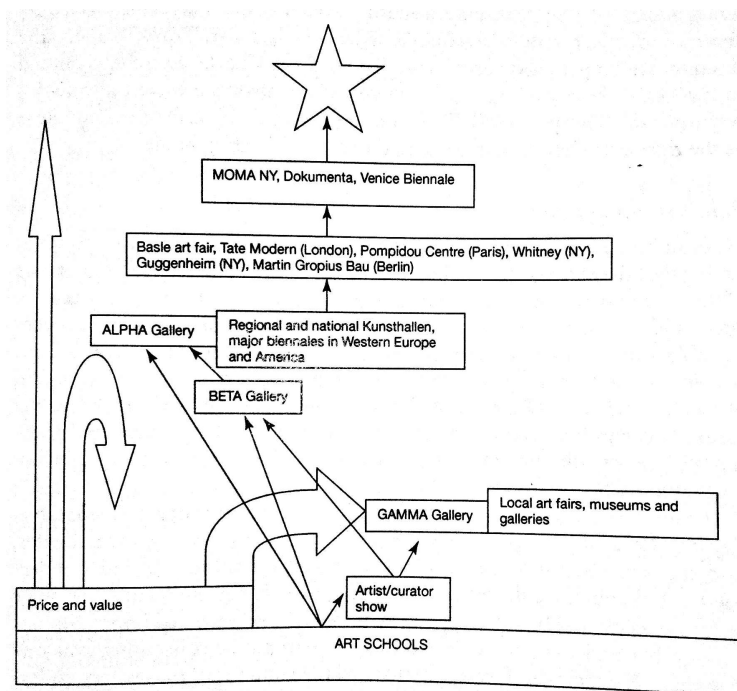 MOMA NY, Dokumenta, Venice Biennale
Basle art fair, Tate Modern (London), Pompidou Centre (Paris), Whitney (NY),
Guggenheim (NY), Martin Gropius Bau (Berlin)
ALPHA Gallery
Regional and national Kunsthallen,
major biennales in Western Europe
and America
BETA Gallery
GAMMA Gallery
Local art fairs, museums and
galleries
Artist/curator
show
Price and value
ART SCHOOLS